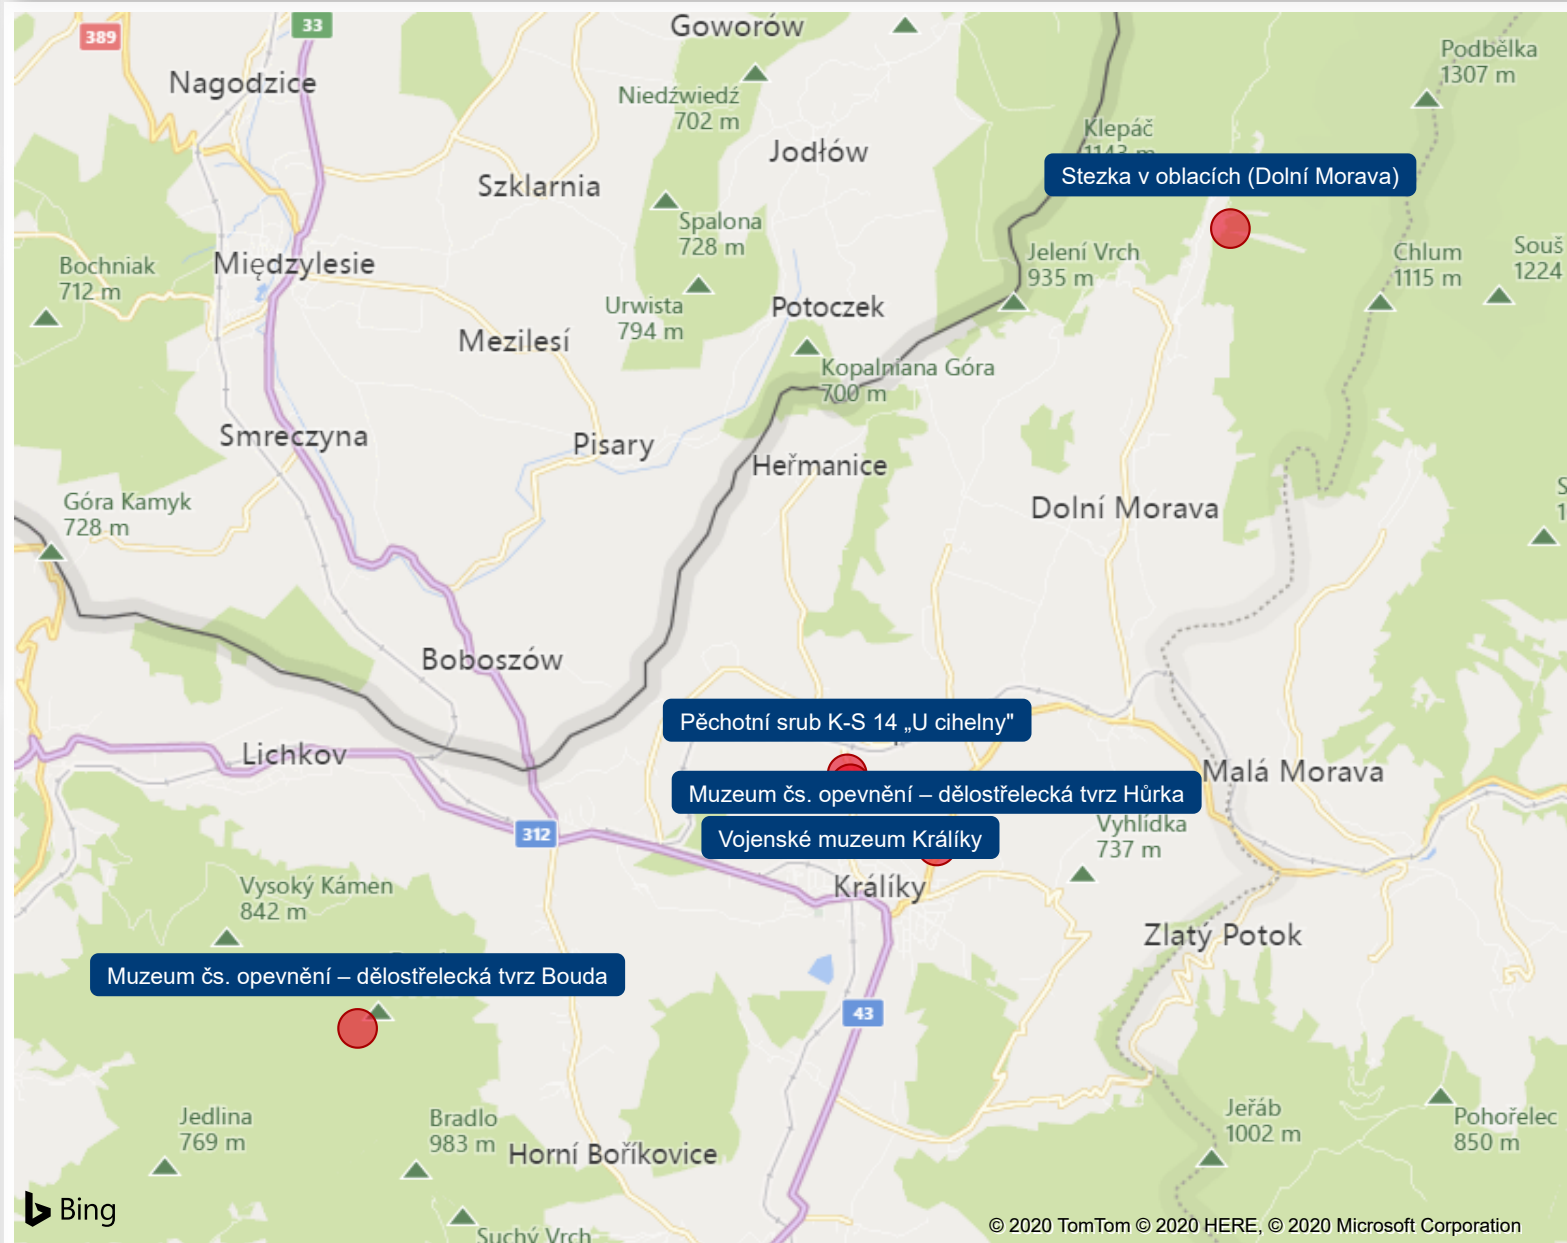 389
33
Goworów
Podbělka
1307 m
Nagodzice
Niedźwiedź
702 m
Klepáč
1143 m
Jodłów
Stezka v oblacích (Dolní Morava)
Szklarnia
Spalona
728 m
Międzylesie
Bochniak
712 m
Jelení Vrch
935 m
Chlum
1115 m
Souš
1224
Urwista
794 m
Potoczek
Mezilesí
Kopalniana Góra
700 m
Smreczyna
Pisary
Heřmanice
Góra Kamyk
728 m
Dolní Morava
S
1
Boboszów
Pěchotní srub K-S 14 „U cihelny"
Lichkov
Malá Morava
Muzeum čs. opevnění – dělostřelecká tvrz Hůrka
312
Vojenské muzeum Králíky
Vyhlídka
737 m
Králíky
Vysoký Kámen
842 m
Zlatý Potok
Muzeum čs. opevnění – dělostřelecká tvrz Bouda
43
Jedlina
769 m
Bradlo
983 m
Jeřáb
1002 m
Pohořelec
850 m
Horní Boříkovice
Bing
Suchý Vrch
© 2020 TomTom © 2020 HERE, © 2020 Microsoft Corporation